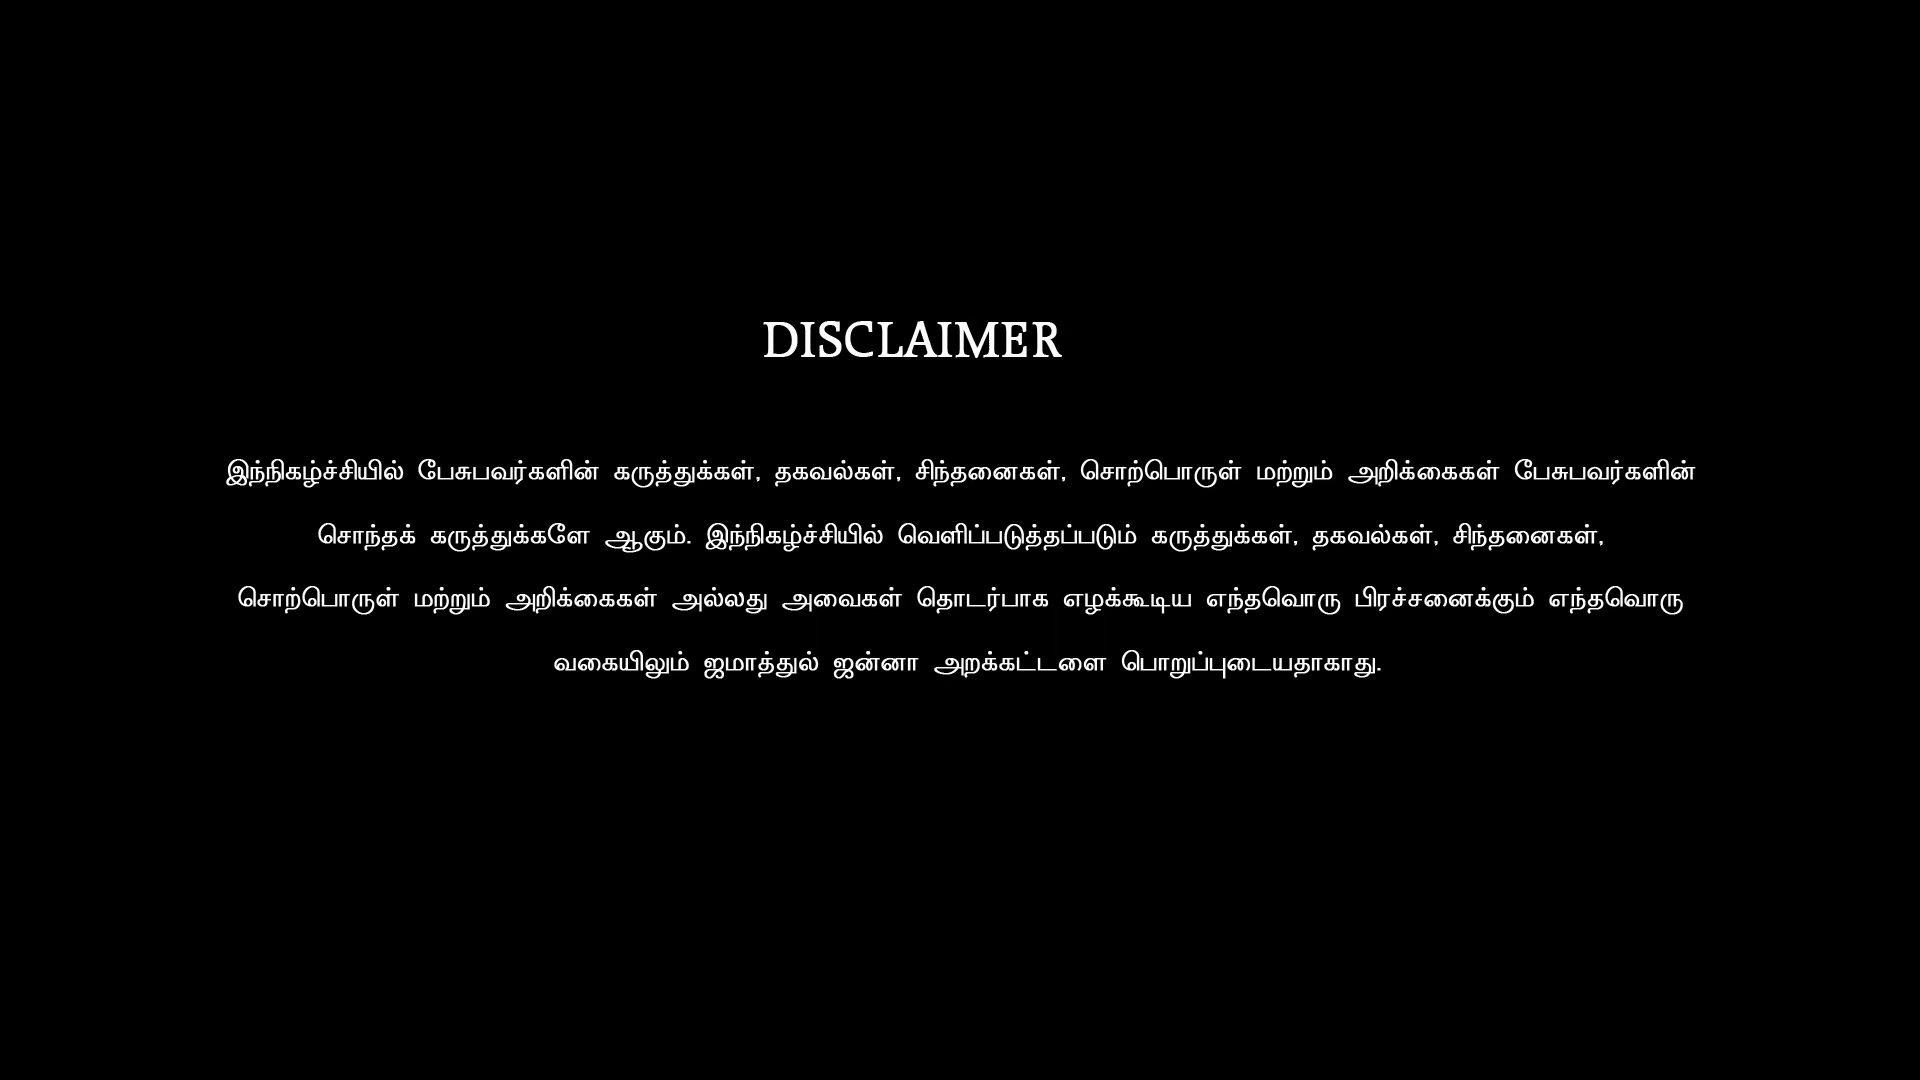 DISCLAIMER
இந்நிகழ்ச்சியில் பேசுபவர்களின் கருத்துக்கள், தகவல்கள், சிந்தனைகள், சொற்பொருள் மற்றும் அறிக்கைகள் பேசுபவர்களின்
சொந்தக் கருத்துக்களே ஆகும். இந்நிகழ்ச்சியில் வெளிப்படுத்தப்படும் கருத்துக்கள், தகவல்கள், சிந்தனைகள்,
சொற்பொருள் மற்றும் அறிக்கைகள் அல்லது அவைகள் தொடர்பாக எழக்கூடிய எந்தவொரு பிரச்சனைக்கும் எந்தவொரு
வகையிலும் ஜமாத்துல் ஜன்னா அறக்கட்டளை பொறுப்புடையதாகாது.